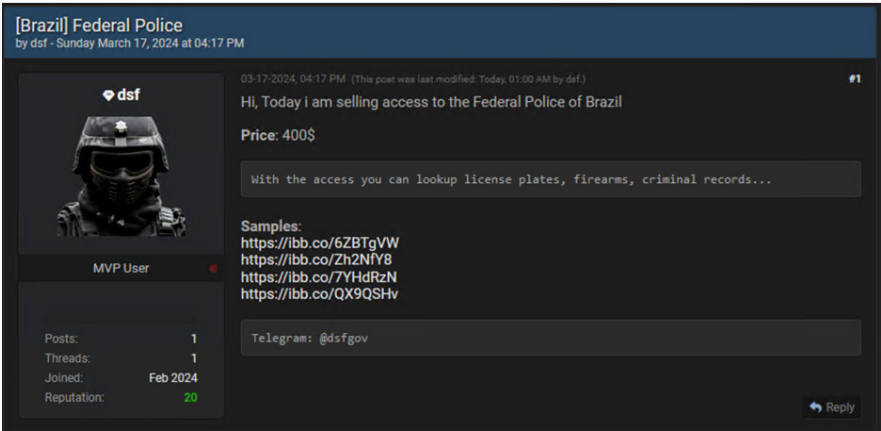 [Brazil] Federal Police
by dsf - Sunday March 17, 2024 at 04:17 PM
dsf
MVP User
Posts: 1
Threads: 1
Joined: Feb 2024
Reputation: 20
03-17-2024, 04:17 PM (This post was last modified: Today, 01:00 AM by dsf.)
#1
Hi, Today i am selling access to the Federal Police of Brazil
Price: 400$
With the access you can lookup license plates, firearms, criminal records...
Samples:
https://ibb.co/6ZBTgVW
https://ibb.co/Zh2NfY8
https://ibb.co/7YHdRzN
https://ibb.co/QX9QSHv
Telegram: @dsfgov
Reply